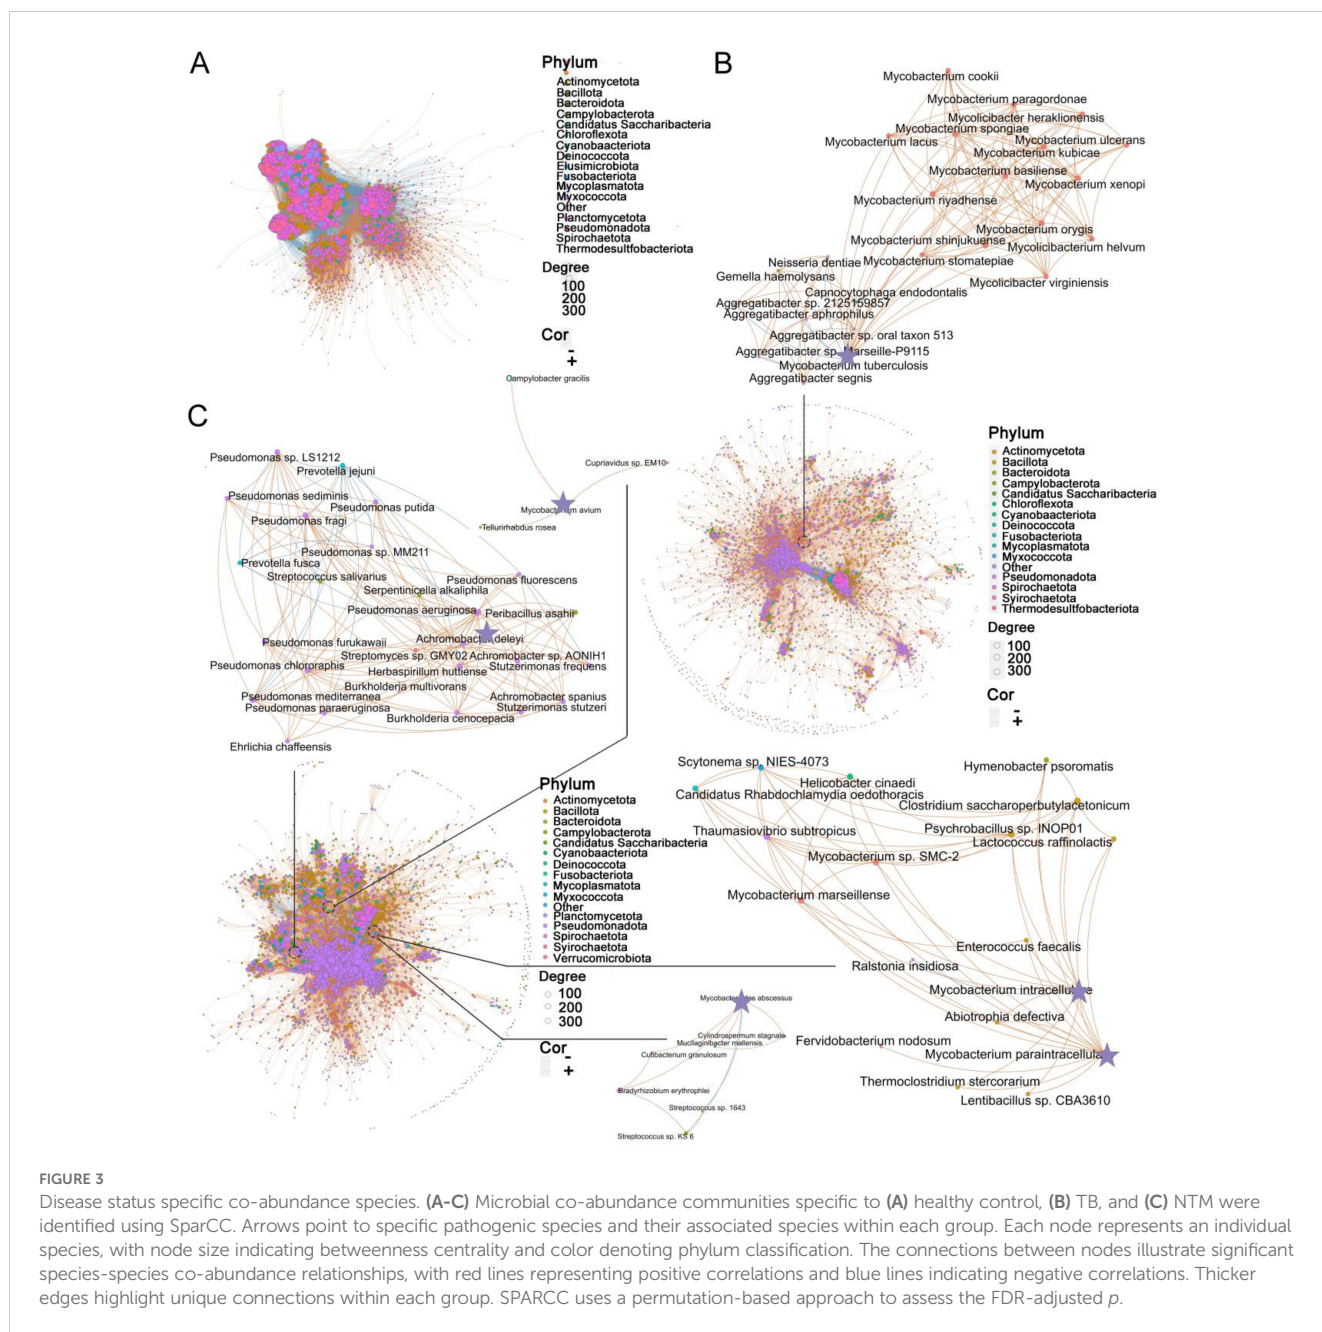 A
Phylum
Actinomycetota
Bacillota
Bacteroidota
Campylobacterota
Candidatus Saccharibacteria
Chloroflexota
Cyanobaacteriota
Deinococcota
Elusimicrobiota
Fusobacteriota
Mycoplasmatota
Myxococcota
Other
Planctomycetota
Pseudomonadota
Spirochaetota
Thermodesultfobacteriota
Degree
100
200
300
Cor
-
+
B
Mycobacterium cookii
Mycobacterium paragordonae
Mycolicibacter heraklionensis
Mycobacterium spongiae
Mycobacterium lacus
Mycobacterium ulcerans
Mycobacterium kubicae
Mycobacterium basiliense
Mycobacterium xenopi
Mycobacterium riyadhense
Mycobacterium orygis
Mycobacterium shinjukuense
Mycolicibacterium helvum
Neisseria dentiae
Mycobacterium stomatepiae
Gemella haemolysans
Mycolicibacter virginiensis
Capnocytophaga endodontalis
Aggregatibacter sp. 2125159857
Aggregatibacter aphrophilus
Aggregatibacter sp. oral taxon 513
Aggregatibacter sp. Marseille-P9115
Mycobacterium tuberculosis
Aggregatibacter segnis
Phylum
Actinomycetota
Bacillota
Bacteroidota
Campylobacterota
Candidatus Saccharibacteria
Chloroflexota
Cyanobaacteriota
Deinococcota
Fusobacteriota
Mycoplasmatota
Myxococcota
Other
Pseudomonadota
Spirochaetota
Syirochaetota
Thermodesultfobacteriota
Degree
100
200
300
Cor
-
+
C
Campylobacter gracilis
Cupriavidus sp. EM10
Mycobacterium avium
Tellurirhabdus rosea
Pseudomonas sp. LS1212
Prevotella jejuni
Pseudomonas sediminis
Pseudomonas putida
Pseudomonas fragi
Pseudomonas sp. MM211
Prevotella fusca
Streptococcus salivarius
Pseudomonas fluorescens
Serpentinicella alkaliphila
Pseudomonas aeruginosa
Peribacillus asahii
Pseudomonas furukawaii
Achromobacter deleyi
Streptomyces sp. GMY02
Achromobacter sp. AONIH1
Pseudomonas chlororaphis
Herbaspirillum huttiense
Stutzerimonas frequens
Burkholderia multivorans
Pseudomonas mediterranea
Achromobacter spanius
Pseudomonas paraeruginosa
Stutzerimonas stutzeri
Burkholderia cenocepacia
Ehrlichia chaffeensis
Phylum
Actinomycetota
Bacillota
Bacteroidota
Campylobacterota
Candidatus Saccharibacteria
Cyanobaacteriota
Deinococcota
Fusobacteriota
Mycoplasmatota
Myxococcota
Other
Planctomycetota
Pseudomonadota
Spirochaetota
Syirochaetota
Verrucomicrobiota
Degree
100
200
300
Cor
-
+
Scytonema sp. NIES-4073
Hymenobacter psoromatis
Helicobacter cinaedi
Candidatus Rhabdochlamydia oedothoracis
Clostridium saccharoperbutylacetonicum
Thaumasiovibrio subtropicus
Psychrobacillus sp. INOP01
Lactococcus raffinolactis
Mycobacterium sp. SMC-2
Mycobacterium marseillense
Enterococcus faecalis
Ralstonia insidiosa
Mycobacterium intracellulare
Abiotrophia defectiva
Fervidobacterium nodosum
Mycobacterium paraintracellula
Thermoclostridium stercorarium
Lentibacillus sp. CBA3610
abscessus
Cylindrospermum stagnale
Mucilaginibacter mallensis
Cutibacterium granulosum
Bradyrhizobium erythrophlei
Streptococcus sp. 1643
Streptococcus sp. KS 6
FIGURE 3
Disease status specific co-abundance species. (A-C) Microbial co-abundance communities specific to (A) healthy control, (B) TB, and (C) NTM were
identified using SparCC. Arrows point to specific pathogenic species and their associated species within each group. Each node represents an individual
species, with node size indicating betweenness centrality and color denoting phylum classification. The connections between nodes illustrate significant
species-species co-abundance relationships, with red lines representing positive correlations and blue lines indicating negative correlations. Thicker
edges highlight unique connections within each group. SPARCC uses a permutation-based approach to assess the FDR-adjusted p.